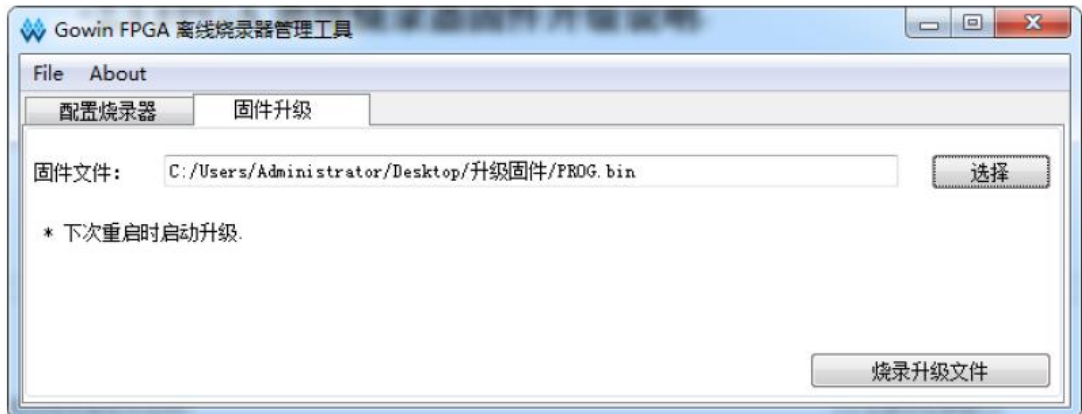 Gowin FPGA 离线烧录器管理工具
File About
配置烧录器 固件升级
固件文件: C:/Users/Administrator/Desktop/升级固件/PROG.bin 选择
* 下次重启时启动升级.
烧录升级文件